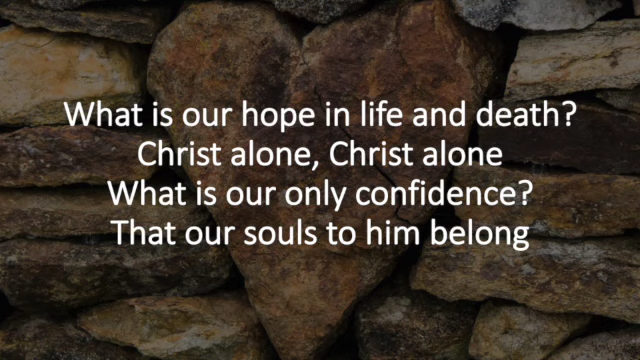 What is our hope in life and death?
Christ alone, Christ alone
What is our only confidence?
That our souls to him belong